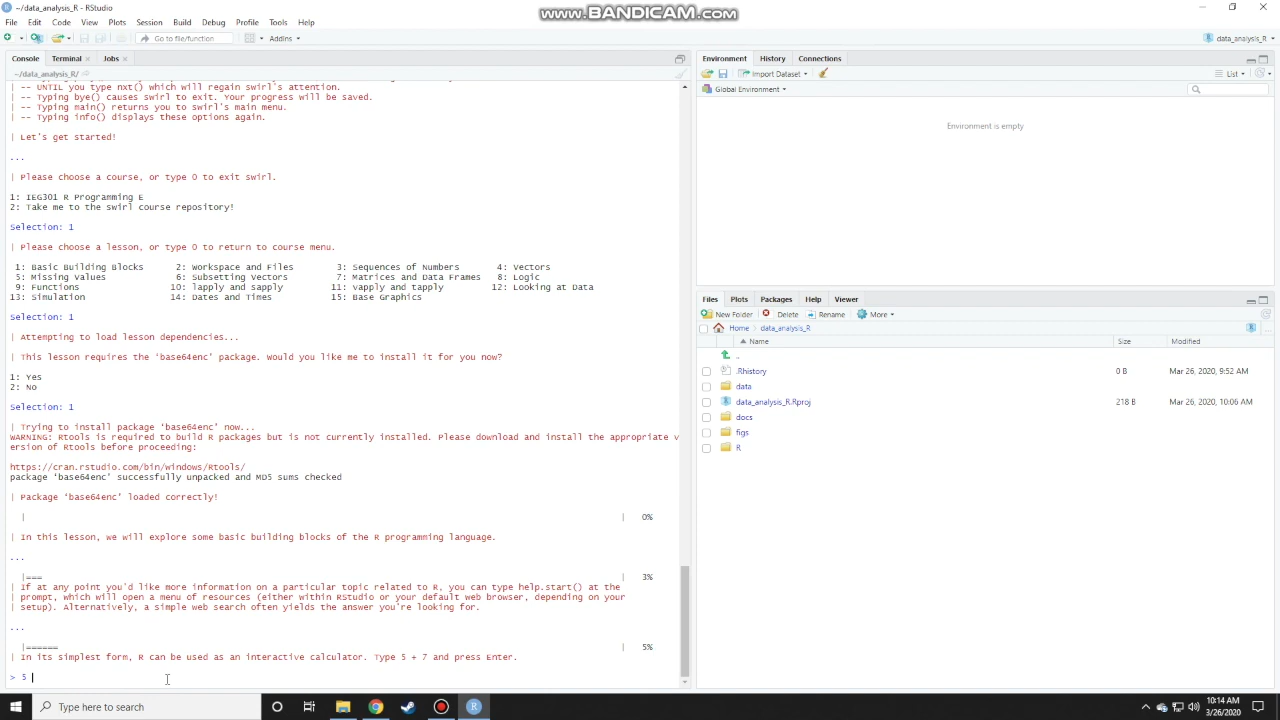 ~/data_analysis_R - RStudio
www.BANDICAM.com
File Edit Code View Plots Session Build Debug Profile Tools Help
Go to file/function Addins data_analysis_R
Console Terminal Jobs
~/data_analysis_R/
| -- UNTIL you type nxt() which will regain swirl's attention.
| -- Typing bye() causes swirl to exit. Your progress will be saved.
| -- Typing main() returns you to swirl's main menu.
| -- Typing info() displays these options again.
| Let's get started!
...
| Please choose a course, or type 0 to exit swirl.
1: IEG301 R Programming E
2: Take me to the swirl course repository!
Selection: 1
| Please choose a lesson, or type 0 to return to course menu.
1: Basic Building Blocks 2: Workspace and Files 3: Sequences of Numbers 4: Vectors
5: Missing Values 6: Subsetting Vectors 7: Matrices and Data Frames 8: Logic
9: Functions 10: lapply and sapply 11: vapply and tapply 12: Looking at Data
13: Simulation 14: Dates and Times 15: Base Graphics
Selection: 1
| Attempting to load lesson dependencies...
| This lesson requires the ‘base64enc’ package. Would you like me to install it for you now?
1: Yes
2: No
Selection: 1
| Trying to install package ‘base64enc’ now...
WARNING: Rtools is required to build R packages but is not currently installed. Please download and install the appropriate v
ersion of Rtools before proceeding:
https://cran.rstudio.com/bin/windows/Rtools/
package ‘base64enc’ successfully unpacked and MD5 sums checked
| Package ‘base64enc’ loaded correctly!
| | 0%
| In this lesson, we will explore some basic building blocks of the R programming language.
...
|=== | 3%
| If at any point you'd like more information on a particular topic related to R, you can type help.start() at the
| prompt, which will open a menu of resources (either within RStudio or your default web browser, depending on your
| setup). Alternatively, a simple web search often yields the answer you're looking for.
...
|====== | 5%
| In its simplest form, R can be used as an interactive calculator. Type 5 + 7 and press Enter.
> 5
Environment History Connections
Import Dataset List
Global Environment
Environment is empty
Files Plots Packages Help Viewer
New Folder Delete Rename More
Home data_analysis_R
Name Size Modified
..
.Rhistory 0 B Mar 26, 2020, 9:52 AM
data
data_analysis_R.Rproj 218 B Mar 26, 2020, 10:06 AM
docs
figs
R
Type here to search
10:14 AM
3/26/2020